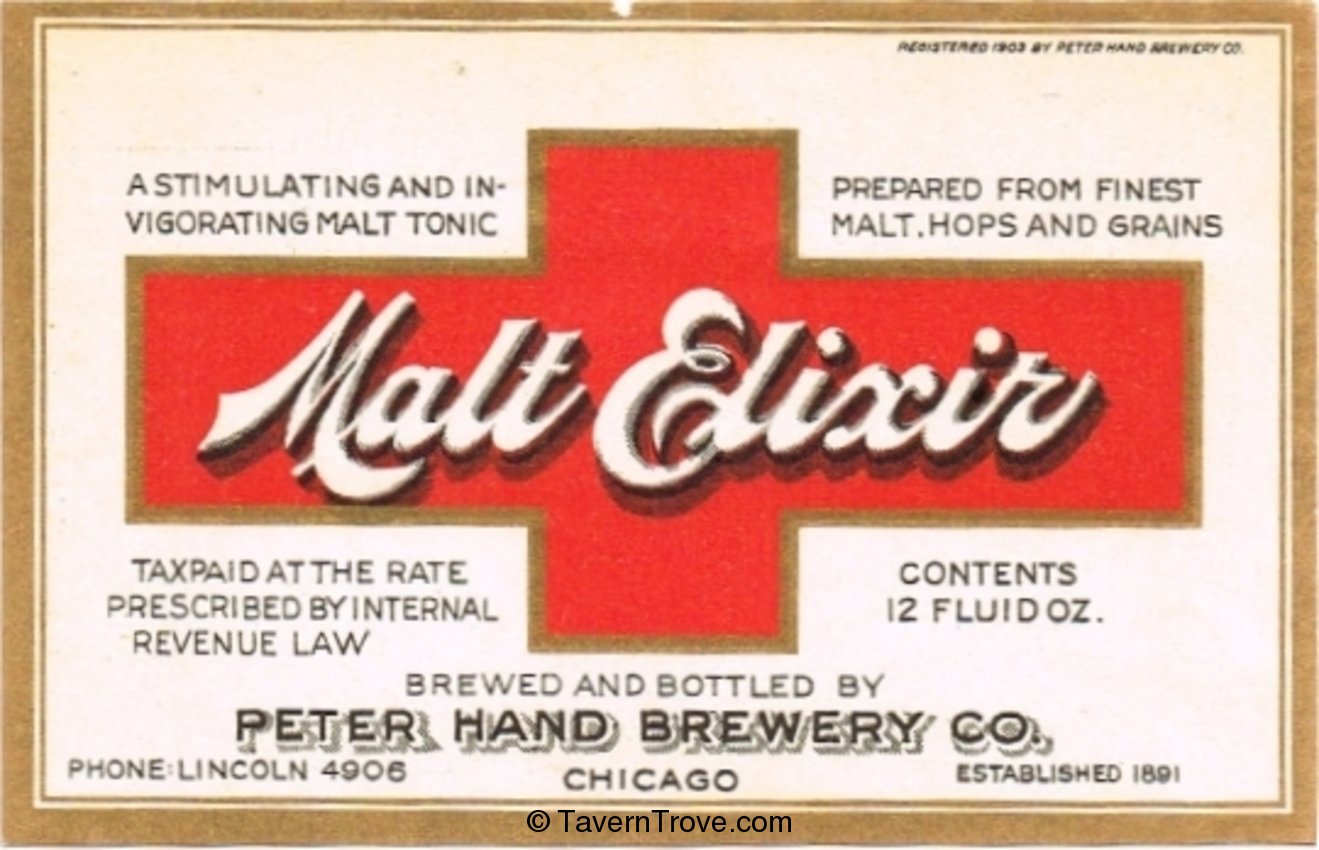 REGISTERED 1903 BY PETER HAND BREWERY CO.
A STIMULATING AND IN-
VIGORATING MALT TONIC
PREPARED FROM FINEST
MALT, HOPS AND GRAINS
Malt Elixir
TAXPAID AT THE RATE
PRESCRIBED BY INTERNAL
REVENUE LAW
CONTENTS
12 FLUID OZ.
BREWED AND BOTTLED BY
PETER HAND BREWERY CO.
PHONE: LINCOLN 4906
CHICAGO
ESTABLISHED 1891
© TavernTrove.com